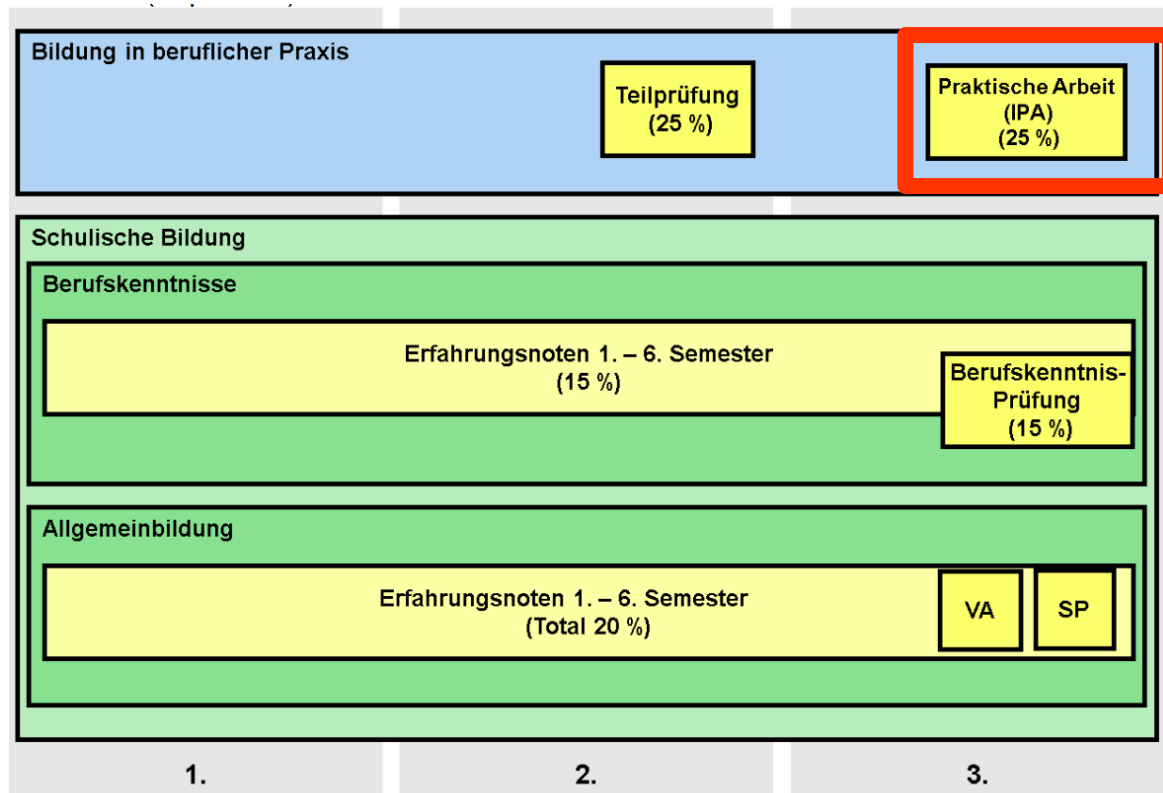 Bildung in beruflicher Praxis
Teilprüfung
(25 %)
Praktische Arbeit
(IPA)
(25 %)
Schulische Bildung
Berufskenntnisse
Erfahrungsnoten 1. – 6. Semester
(15 %)
Berufskenntnis-
Prüfung
(15 %)
Allgemeinbildung
Erfahrungsnoten 1. – 6. Semester
(Total 20 %)
VA
SP
1.
2.
3.